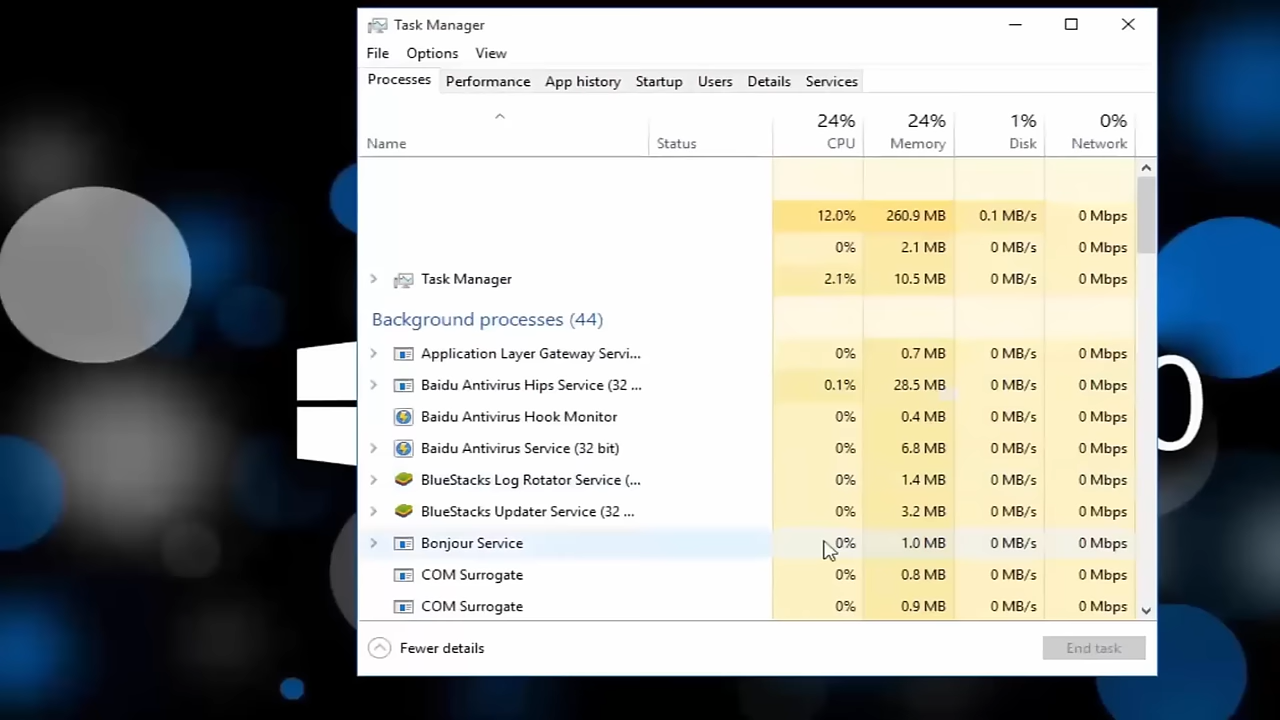 Task Manager
File Options View
Processes Performance App history Startup Users Details Services
24% 24% 1% 0%
Name Status CPU Memory Disk Network
12.0% 260.9 MB 0.1 MB/s 0 Mbps
0% 2.1 MB 0 MB/s 0 Mbps
Task Manager 2.1% 10.5 MB 0 MB/s 0 Mbps
Background processes (44)
Application Layer Gateway Servi... 0% 0.7 MB 0 MB/s 0 Mbps
Baidu Antivirus Hips Service (32 ... 0.1% 28.5 MB 0 MB/s 0 Mbps
Baidu Antivirus Hook Monitor 0% 0.4 MB 0 MB/s 0 Mbps
Baidu Antivirus Service (32 bit) 0% 6.8 MB 0 MB/s 0 Mbps
BlueStacks Log Rotator Service (... 0% 1.4 MB 0 MB/s 0 Mbps
BlueStacks Updater Service (32 ... 0% 3.2 MB 0 MB/s 0 Mbps
Bonjour Service 0% 1.0 MB 0 MB/s 0 Mbps
COM Surrogate 0% 0.8 MB 0 MB/s 0 Mbps
COM Surrogate 0% 0.9 MB 0 MB/s 0 Mbps
Fewer details End task